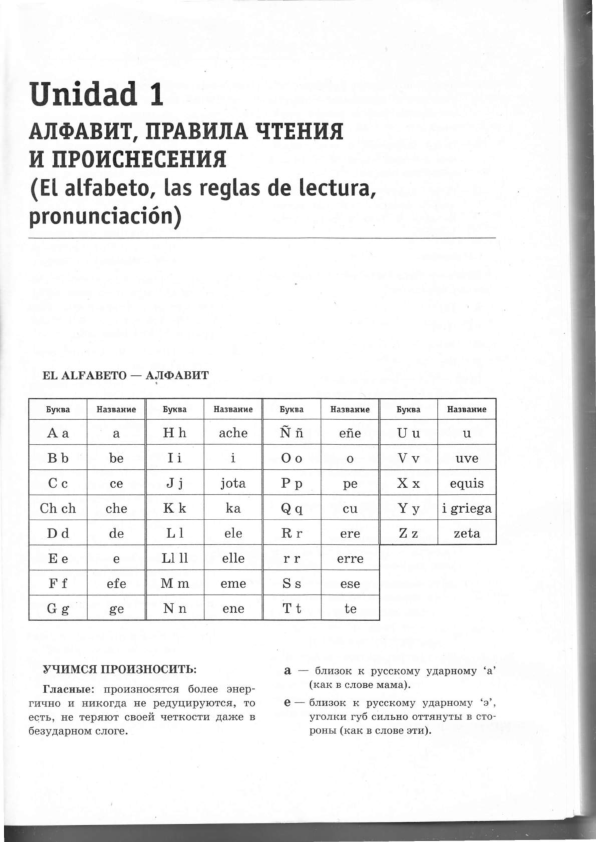 Unidad 1
АЛФАВИТ, ПРАВИЛА ЧТЕНИЯ
И ПРОИСНЕСЕНИЯ
(El alfabeto, las reglas de lectura,
pronunciación)
EL ALFABETO — АЛФАВИТ
Буква Название Буква Название Буква Название Буква Название
A a a H h ache Ñ ñ eñe U u u
B b be I i i O o o V v uve
C c ce J j jota P p pe X x equis
Ch ch che K k ka Q q cu Y y i griega
D d de L l ele R r ere Z z zeta
E e e Ll ll elle r r erre
F f efe M m eme S s ese
G g ge N n ene T t te
УЧИМСЯ ПРОИЗНОСИТЬ:
Гласные: произносятся более энер-
гично и никогда не редуцируются, то
есть, не теряют своей четкости даже в
безударном слоге.
a — близок к русскому ударному ‘а’
(как в слове мама).
e — близок к русскому ударному ‘э’,
уголки губ сильно оттянуты в сто-
роны (как в слове эти).